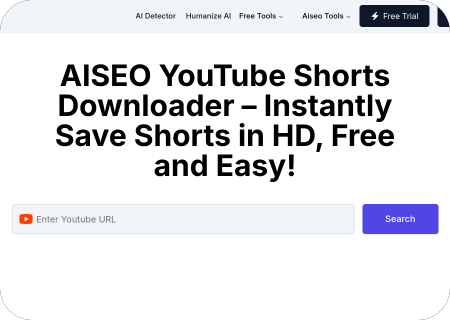 AI Detector Humanize AI Free Tools Aiseo Tools Free Trial
AISEO YouTube Shorts
Downloader – Instantly
Save Shorts in HD, Free
and Easy!
Enter Youtube URL Search